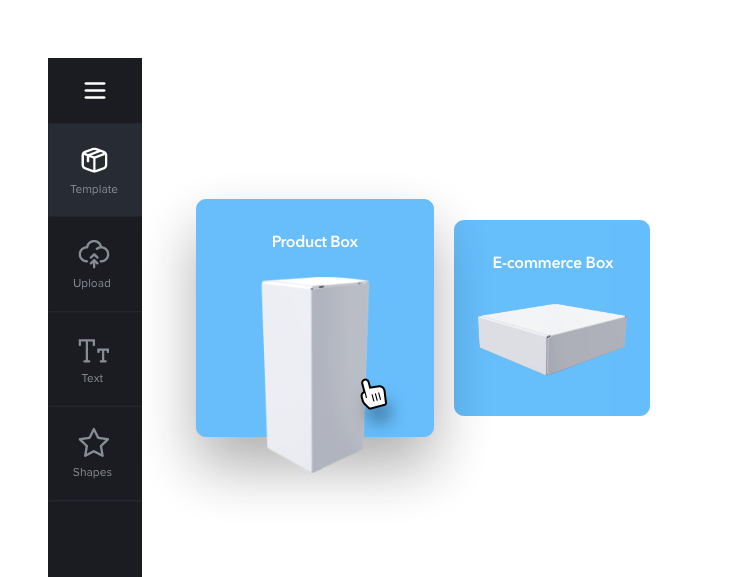 Template
Upload
Text
Shapes
Product Box
E-commerce Box